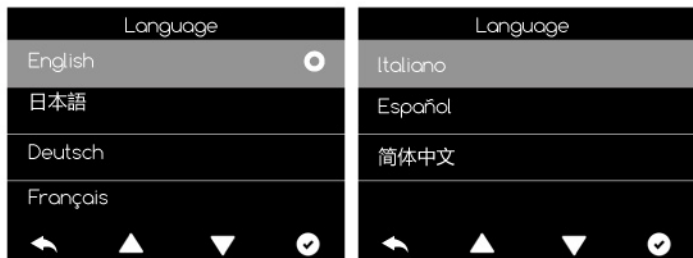 Language
English
日本語
Deutsch
Français
Language
Italiano
Español
简体中文